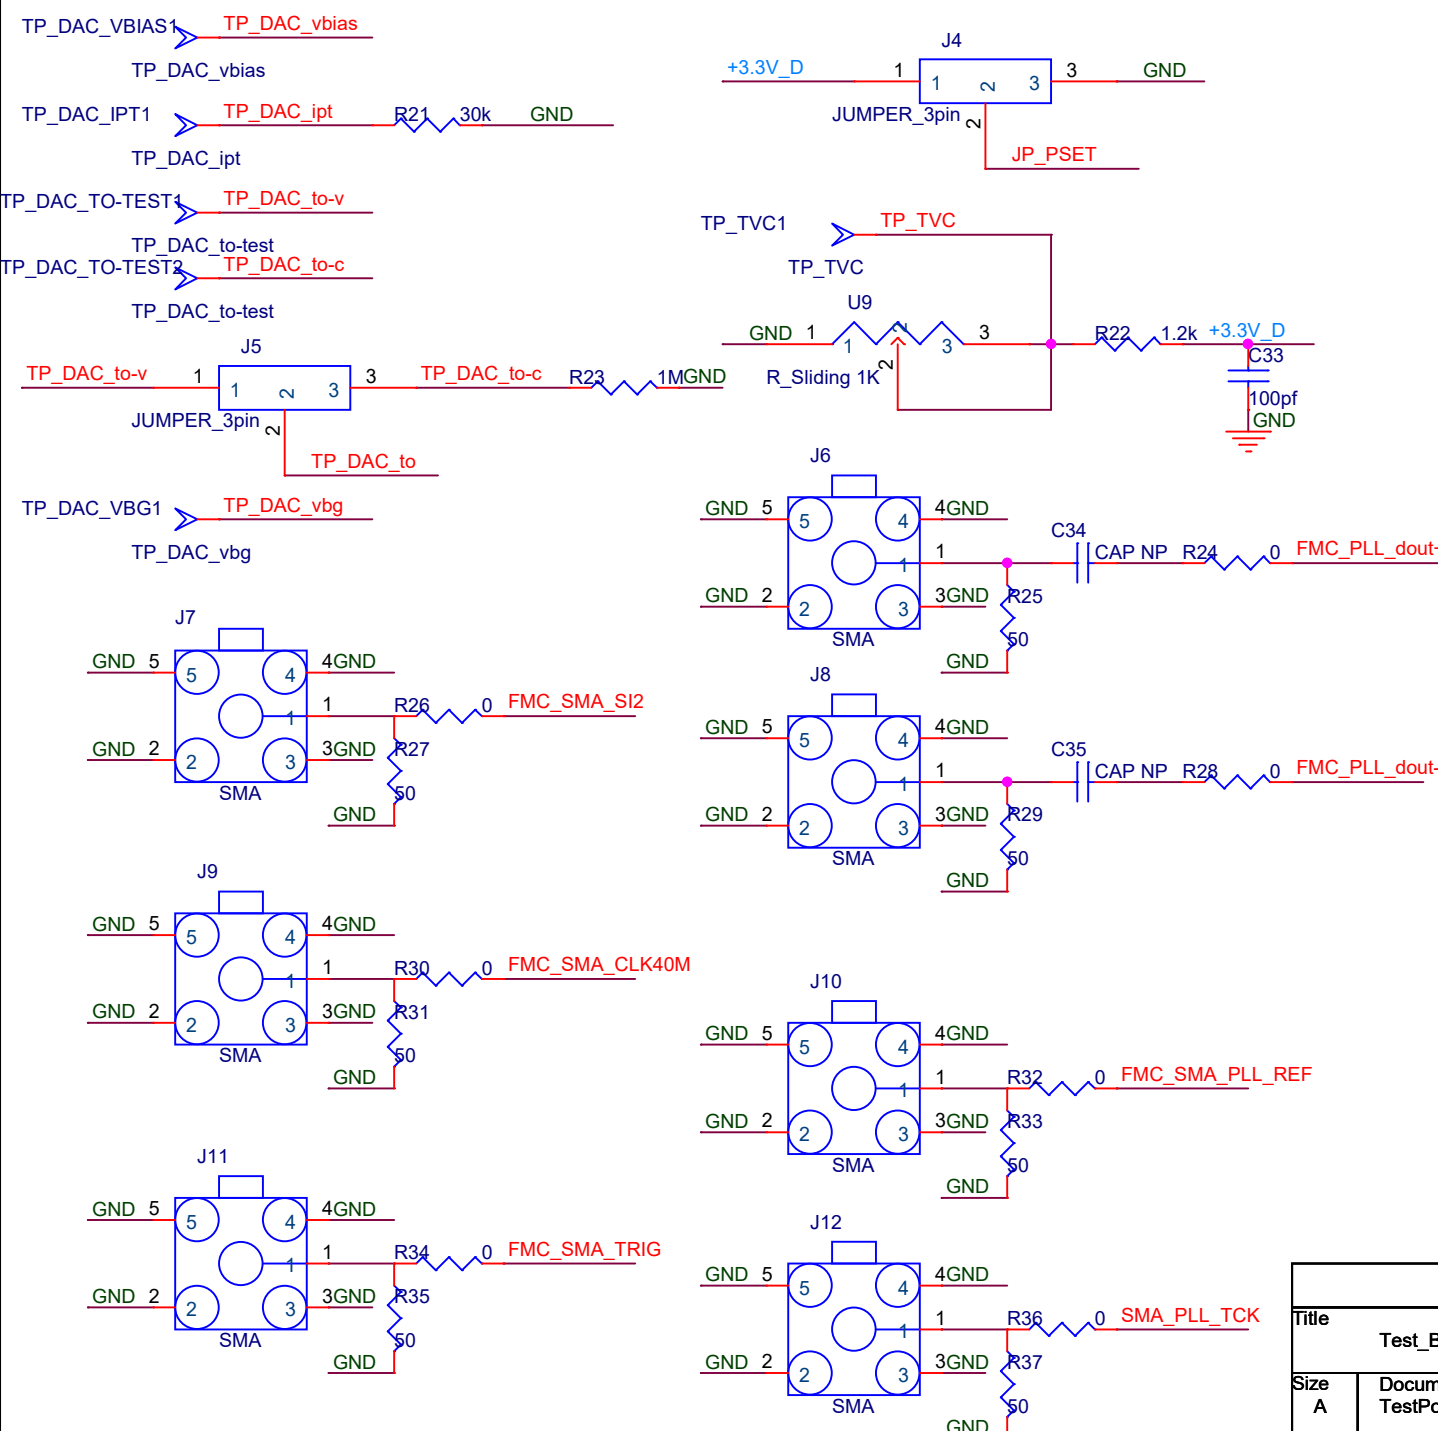 TP_DAC_VBIAS1 TP_DAC_vbias
TP_DAC_vbias
TP_DAC_IPT1 TP_DAC_ipt R21 30k GND
TP_DAC_ipt
TP_DAC_TO-TEST1 TP_DAC_to-v
TP_DAC_to-test
TP_DAC_TO-TEST2 TP_DAC_to-c
TP_DAC_to-test
J5
TP_DAC_to-v 1 1 2 3 3 TP_DAC_to-c R23 1M GND
JUMPER_3pin
2
TP_DAC_to
TP_DAC_VBG1 TP_DAC_vbg
TP_DAC_vbg
J4
+3.3V_D 1 1 2 3 3 GND
JUMPER_3pin
2
JP_PSET
TP_TVC1 TP_TVC
TP_TVC
U9
GND 1 1 2 3 3 R22 1.2k +3.3V_D
R_Sliding 1K 2
C33
100pf
GND
J6
GND 5 5 4 4 GND
1 1 C34 CAP NP R24 0 FMC_PLL_dout-
GND 2 2 3 3 GND R25
SMA 50
GND
J7
GND 5 5 4 4 GND
1 1 R26 0 FMC_SMA_SI2
GND 2 2 3 3 GND R27
SMA 50
GND
J8
GND 5 5 4 4 GND
1 1 C35 CAP NP R28 0 FMC_PLL_dout-
GND 2 2 3 3 GND R29
SMA 50
GND
J9
GND 5 5 4 4 GND
1 1 R30 0 FMC_SMA_CLK40M
GND 2 2 3 3 GND R31
SMA 50
GND
J10
GND 5 5 4 4 GND
1 1 R32 0 FMC_SMA_PLL_REF
GND 2 2 3 3 GND R33
SMA 50
GND
J11
GND 5 5 4 4 GND
1 1 R34 0 FMC_SMA_TRIG
GND 2 2 3 3 GND R35
SMA 50
GND
J12
GND 5 5 4 4 GND
1 1 R36 0 SMA_PLL_TCK
GND 2 2 3 3 GND R37
SMA 50
GND
Title
Test_B
Size Docum
A TestPo